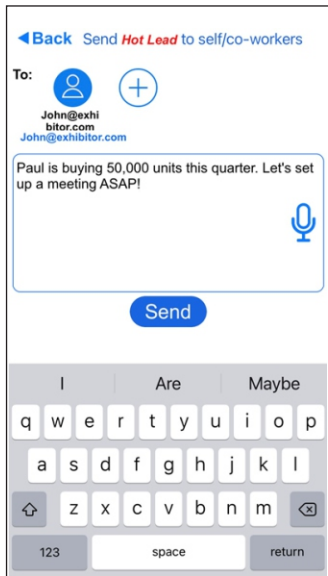 Back Send Hot Lead to self/co-workers
To:
John@exhi
bitor.com
John@exhibitor.com
Paul is buying 50,000 units this quarter. Let's set
up a meeting ASAP!
Send
I Are Maybe
q w e r t y u i o p
a s d f g h j k l
z x c v b n m
123 space return